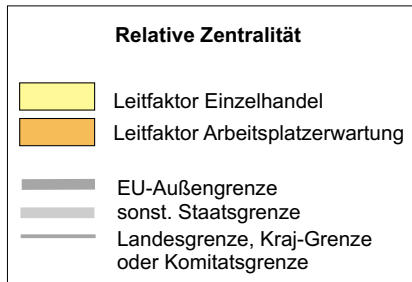 Relative Zentralität
Leitfaktor Einzelhandel
Leitfaktor Arbeitsplatzerwartung
EU-Außengrenze
sonst. Staatsgrenze
Landesgrenze, Kraj-Grenze
oder Komitatsgrenze